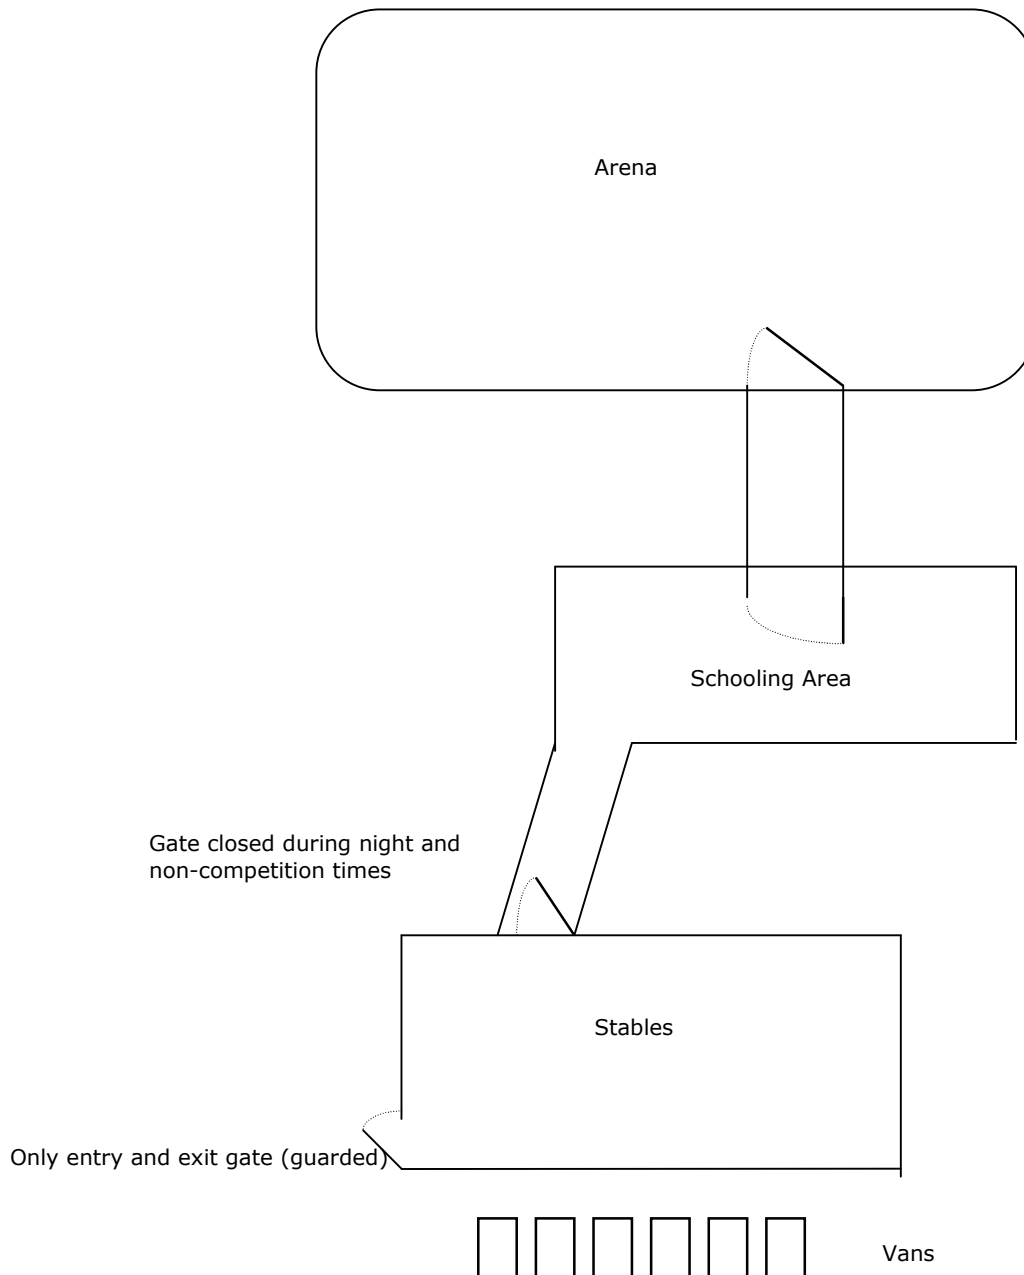 Arena
Schooling Area
Gate closed during night and
non-competition times
Stables
Only entry and exit gate (guarded)
Vans